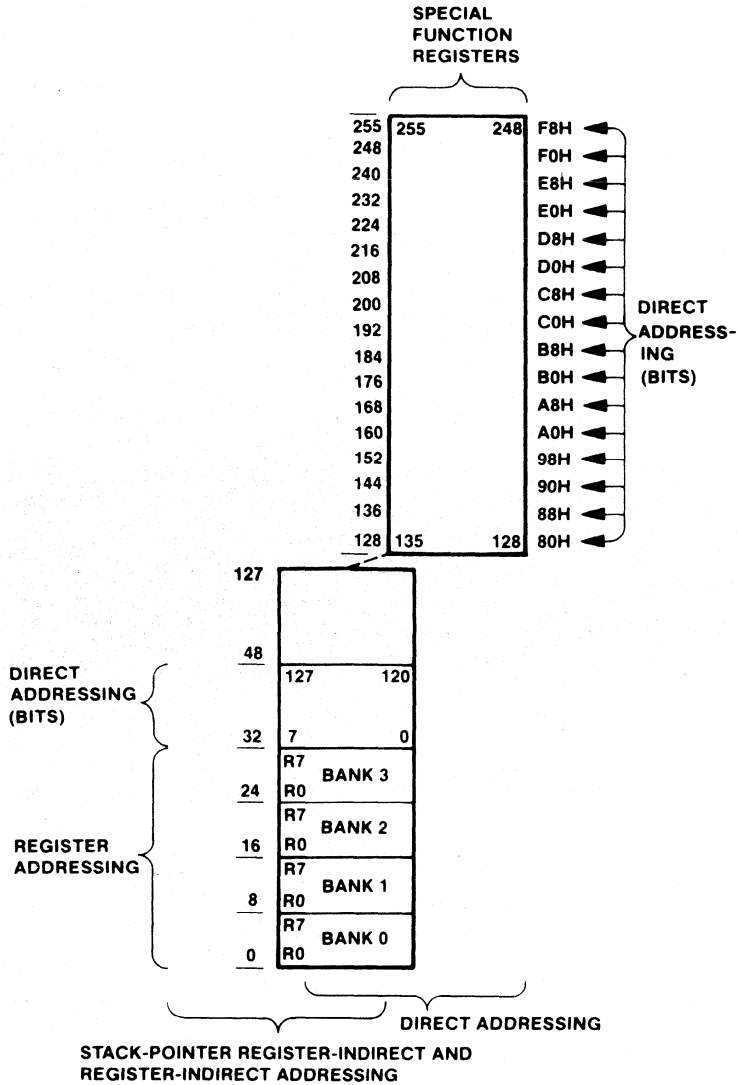 SPECIAL
FUNCTION
REGISTERS
255 255 248 F8H
248 F0H
240 E8H
232 E0H
224 D8H
216 D0H
208 C8H
200 C0H
192 B8H
184 B0H
176 A8H
168 A0H
160 98H
152 90H
144 88H
136
128 135 128 80H
DIRECT
ADDRESS-
ING
(BITS)
127
48
DIRECT
ADDRESSING
(BITS)
127 120
32 7 0
REGISTER
ADDRESSING
R7
BANK 3
24 R0
R7
BANK 2
16 R0
R7
BANK 1
8 R0
R7
BANK 0
0 R0
DIRECT ADDRESSING
STACK-POINTER REGISTER-INDIRECT AND
REGISTER-INDIRECT ADDRESSING